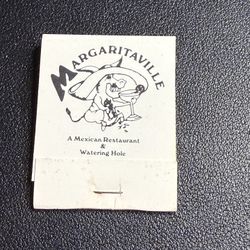 MARGARITAVILLE
A Mexican Restaurant
&
Watering Hole